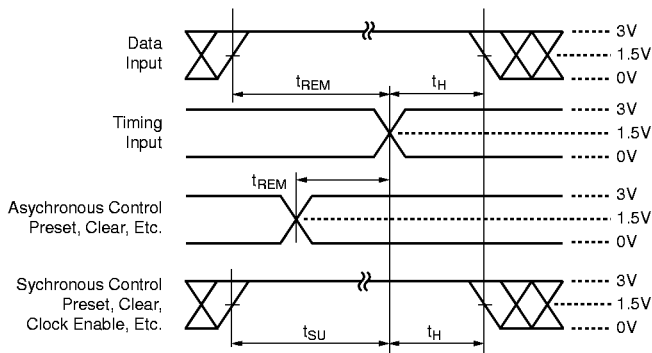 3V
Data
Input
1.5V
0V
tREM
tH
3V
Timing
Input
1.5V
0V
tREM
3V
Asychronous Control
Preset, Clear, Etc.
1.5V
0V
3V
Sychronous Control
Preset, Clear,
Clock Enable, Etc.
1.5V
0V
tSU
tH